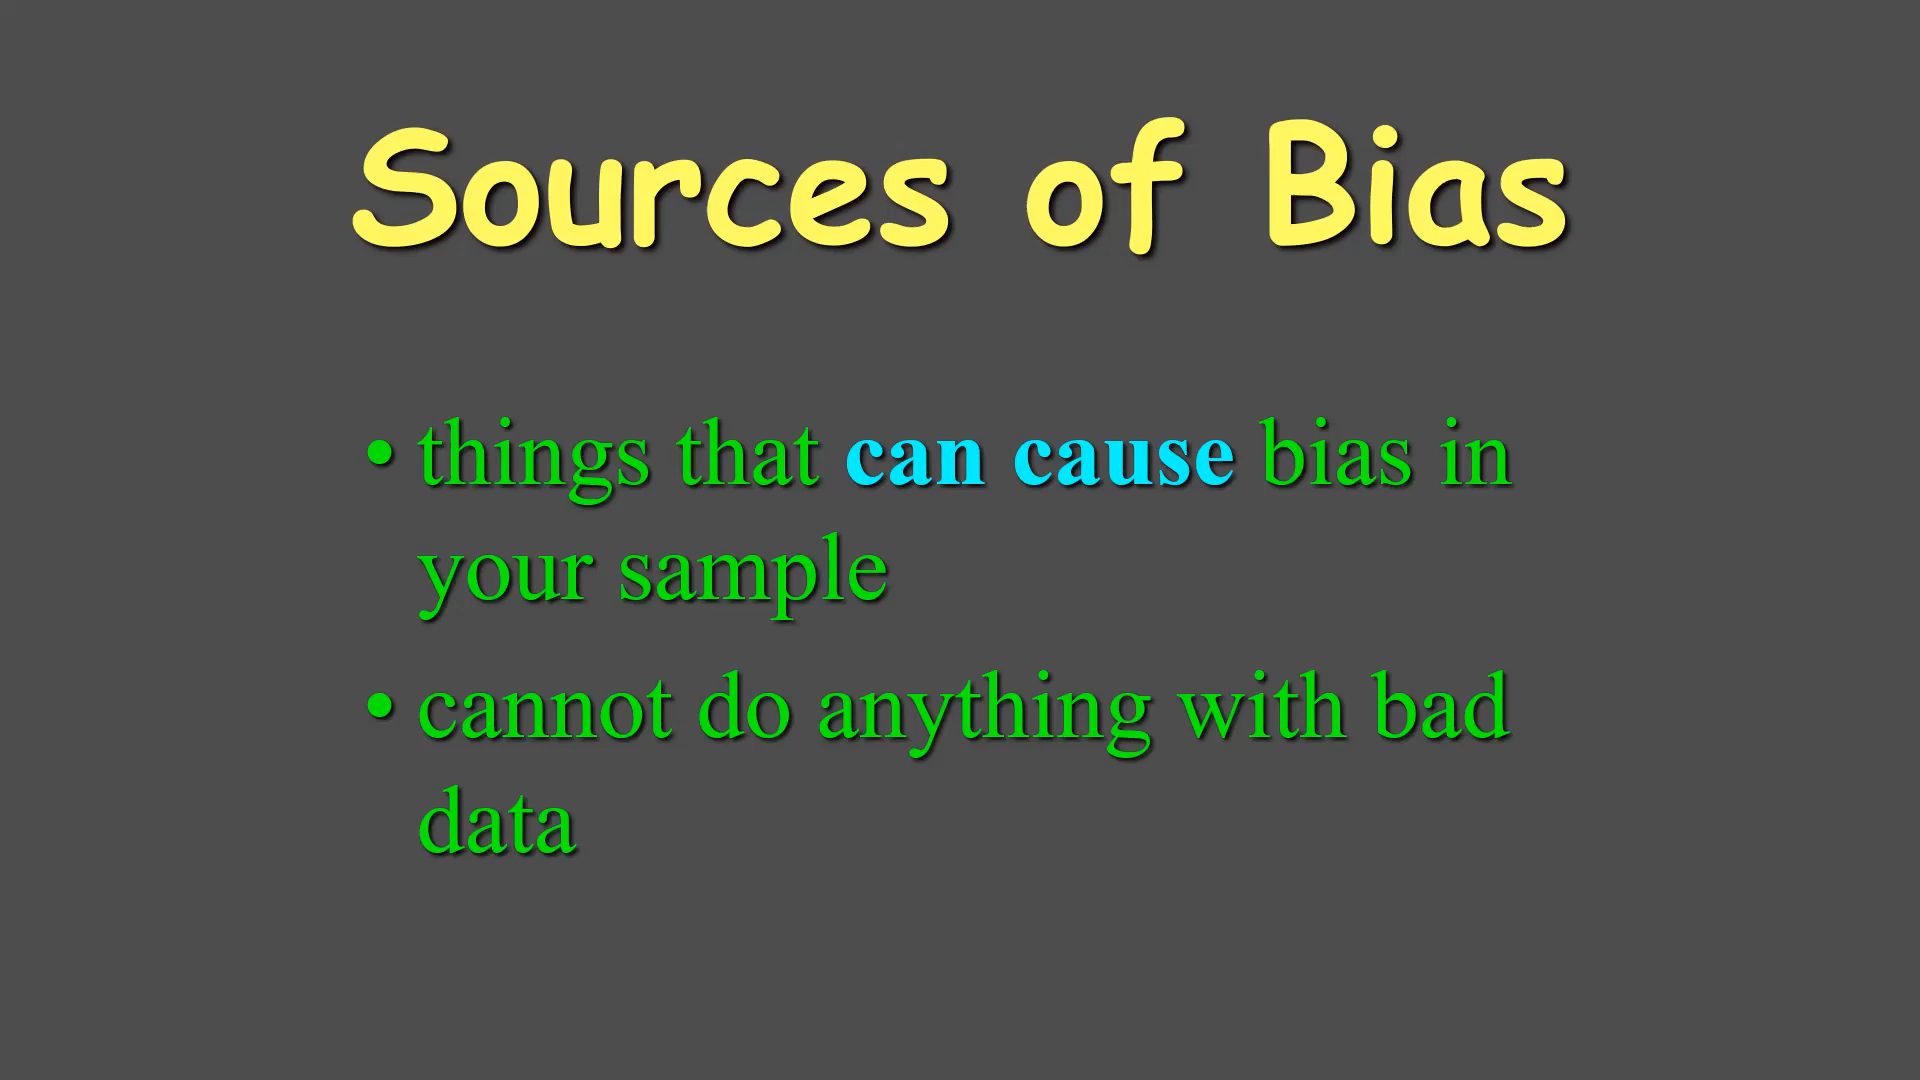 Sources of Bias
• things that can cause bias in
your sample
• cannot do anything with bad
data